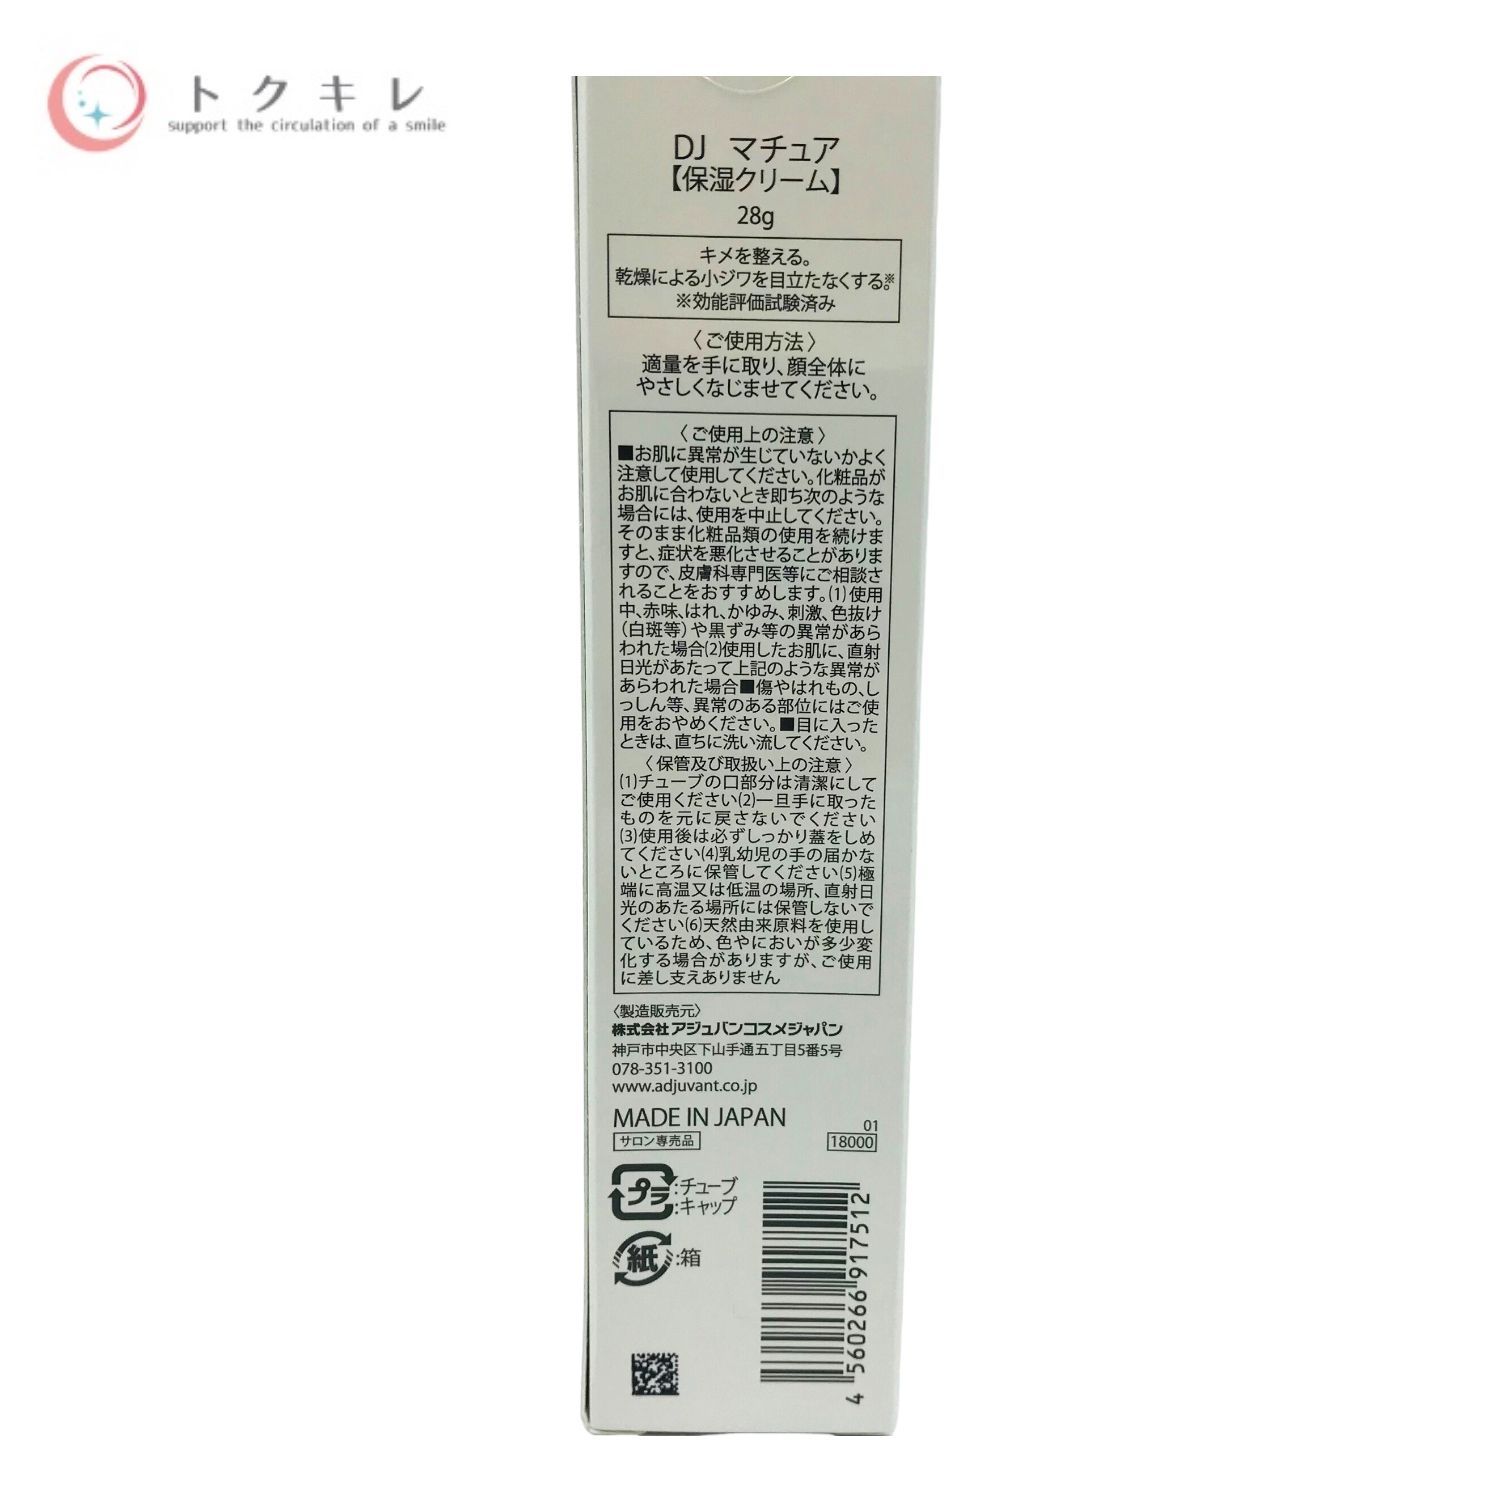 トクキレ
support the circulation of a smile
DJ マチュア
【保湿クリーム】
28g
キメを整える。
乾燥による小ジワを目立たなくする。※
※効能評価試験済み
〈ご使用方法〉
適量を手に取り、顔全体に
やさしくなじませてください。
〈ご使用上の注意〉
■お肌に異常が生じていないかよく
注意して使用してください。化粧品が
お肌に合わないとき即ち次のような
場合には、使用を中止してください。
そのまま化粧品類の使用を続けま
すと、症状を悪化させることがありま
すので、皮膚科専門医等にご相談さ
れることをおすすめします。(1)使用
中、赤味、はれ、かゆみ、刺激、色抜け
（白斑等）や黒ずみ等の異常があら
われた場合(2)使用したお肌に、直射
日光があたって上記のような異常が
あらわれた場合■傷やはれもの、し
っしん等、異常のある部位にはご使
用をおやめください。■目に入った
ときは、直ちに洗い流してください。
〈保管及び取扱い上の注意〉
(1)チューブの口部分は清潔にして
ご使用ください(2)一旦手に取った
ものを元に戻さないでください
(3)使用後は必ずしっかり蓋をしめ
てください(4)乳幼児の手の届かな
いところに保管してください(5)極
端に高温又は低温の場所、直射日
光のあたる場所には保管しないで
ください(6)天然由来原料を使用し
ているため、色やにおいが多少変
化する場合がありますが、ご使用
に差し支えありません
〈製造販売元〉
株式会社アジュバンコスメジャパン
神戸市中央区下山手通五丁目5番5号
078-351-3100
www.adjuvant.co.jp
MADE IN JAPAN
01
サロン専売品
18000
プラ:チューブ
:キャップ
紙:箱
4560266917512